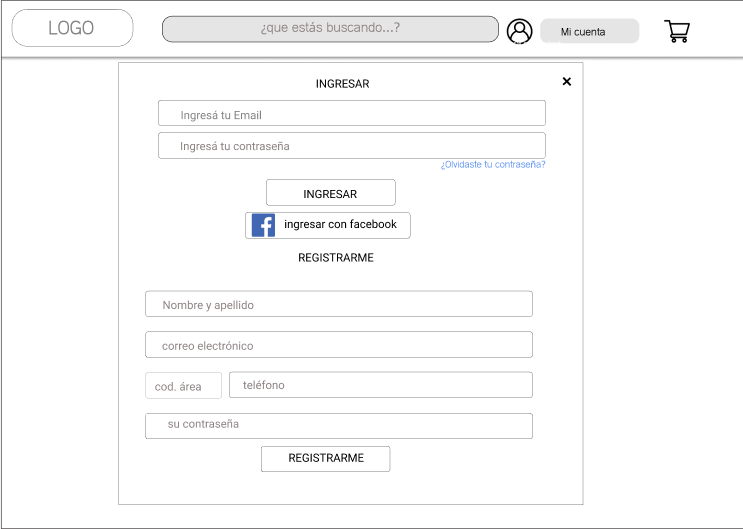 LOGO
¿que estás buscando...?
Mi cuenta
INGRESAR
×
Ingresá tu Email
Ingresá tu contraseña
¿Olvidaste tu contraseña?
INGRESAR
f ingresar con facebook
REGISTRARME
Nombre y apellido
correo electrónico
cod. área
teléfono
su contraseña
REGISTRARME